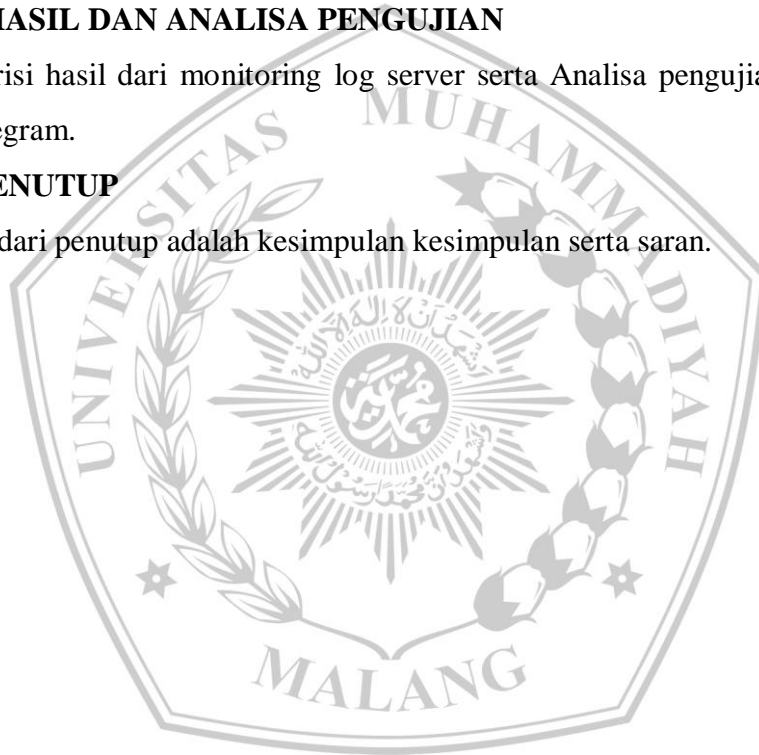 HASIL DAN ANALISA PENGUJIAN
risi hasil dari monitoring log server serta Analisa pengujia
egram.
ENUTUP
dari penutup adalah kesimpulan kesimpulan serta saran.
UNIVERSITAS MUHAMMADIYAH
MALANG